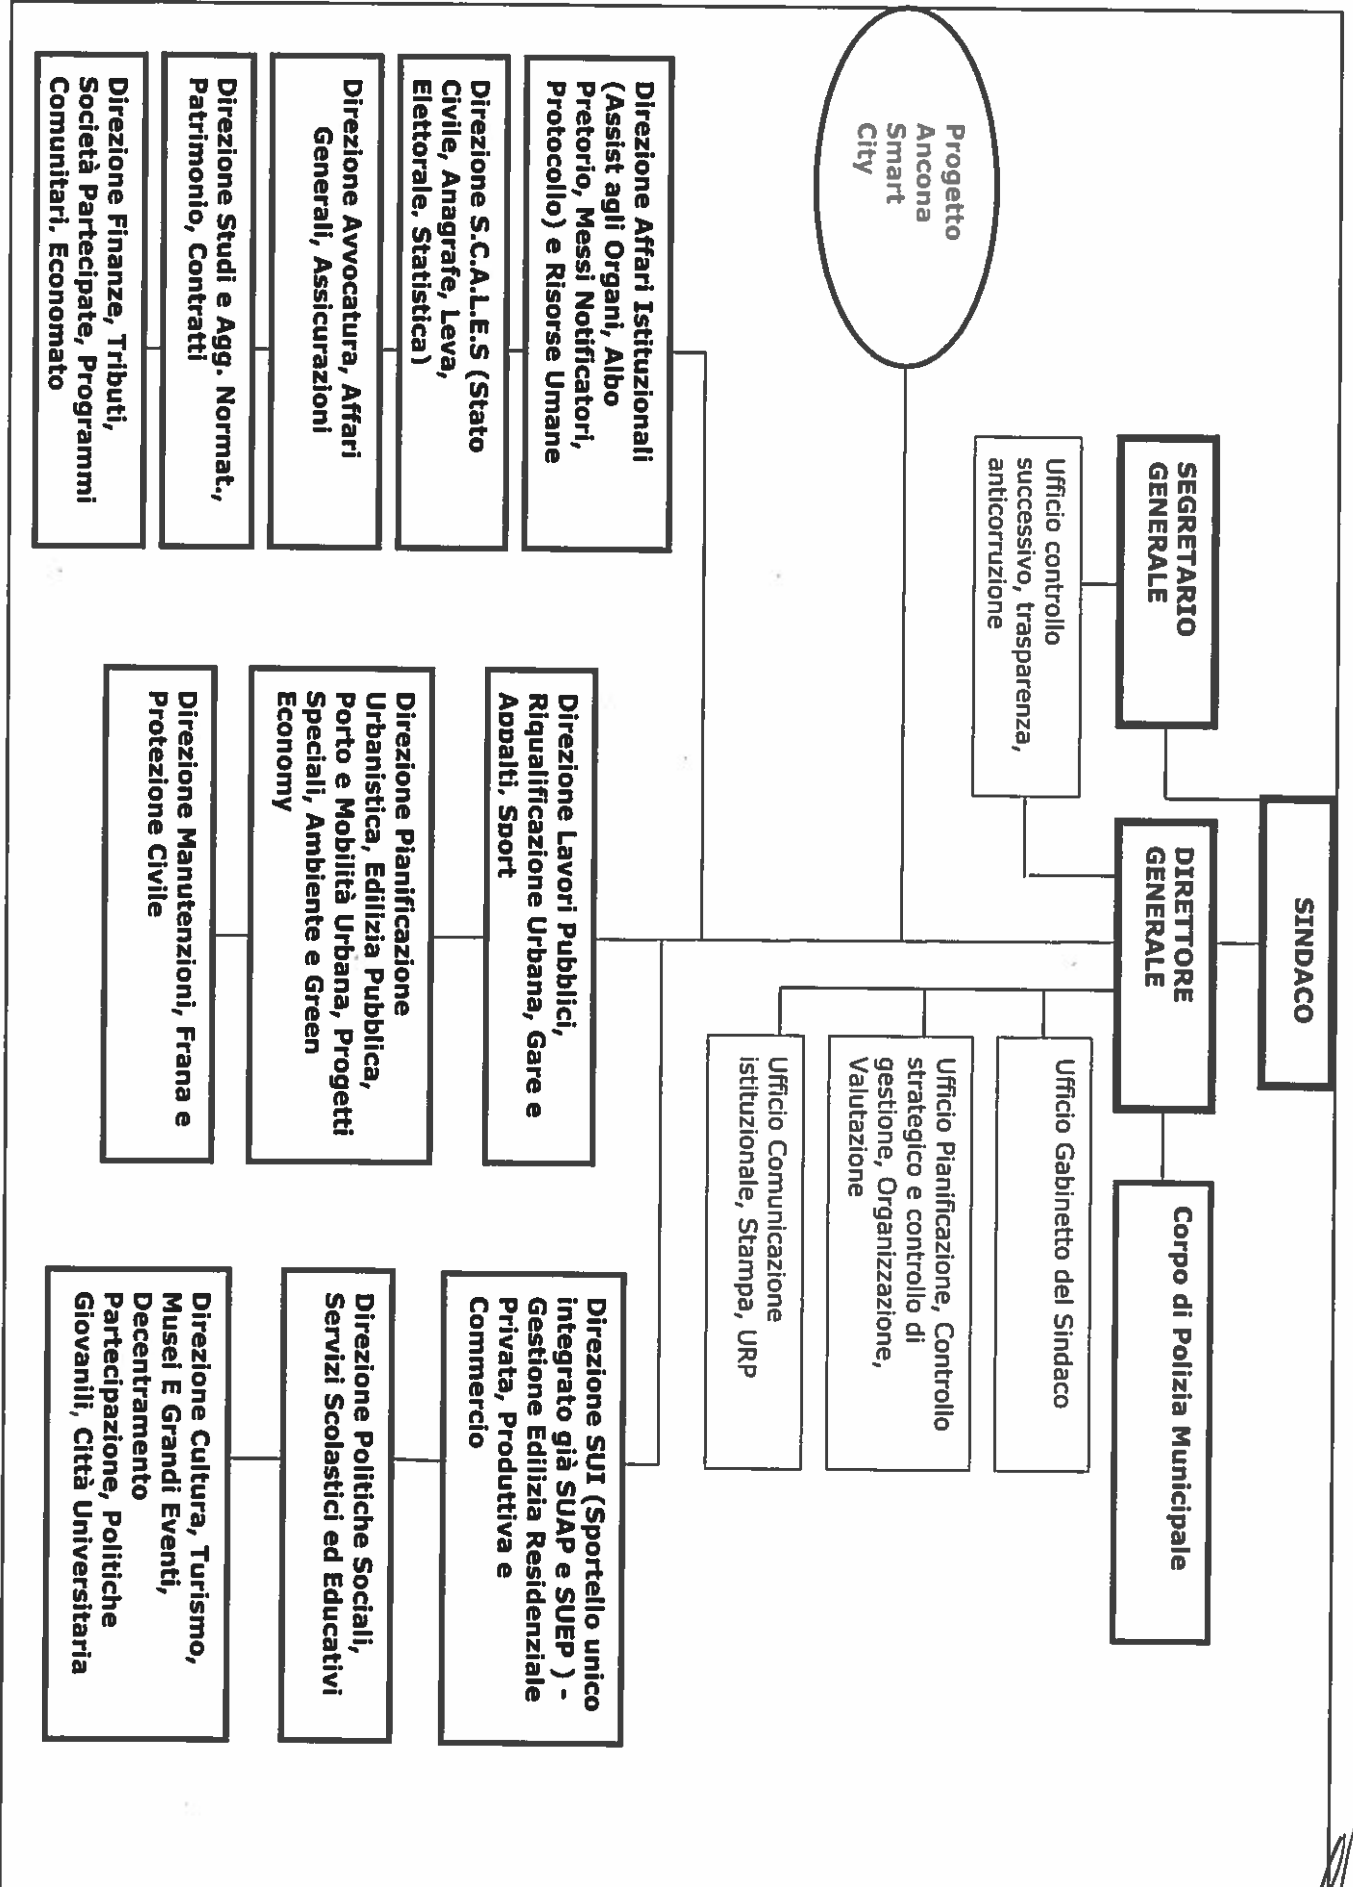 SINDACO
SEGRETARIO
GENERALE
DIRETTORE
GENERALE
Corpo di Polizia Municipale
Ufficio controllo
successivo, trasparenza,
anticorruzione
Ufficio Gabinetto del Sindaco
Ufficio Pianificazione, Controllo
strategico e controllo di
gestione, Organizzazione,
Valutazione
Ufficio Comunicazione
istituzionale, Stampa, URP
Progetto
Ancona
Smart
City
Direzione Affari Istituzionali
(Assist agli Organi, Albo
Pretorio, Messi Notificatori,
Protocollo) e Risorse Umane
Direzione S.C.A.L.E.S (Stato
Civile, Anagrafe, Leva,
Elettorale, Statistica)
Direzione Avvocatura, Affari
Generali, Assicurazioni
Direzione Studi e Agg. Normat.,
Patrimonio, Contratti
Direzione Finanze, Tributi,
Società Partecipate, Programmi
Comunitari, Economato
Direzione Lavori Pubblici,
Riqualificazione Urbana, Gare e
Appalti, Sport
Direzione Pianificazione
Urbanistica, Edilizia Pubblica,
Porto e Mobilità Urbana, Progetti
Speciali, Ambiente e Green
Economy
Direzione Manutenzioni, Frana e
Protezione Civile
Direzione SUI (Sportello unico
integrato già SUAP e SUEP ) -
Gestione Edilizia Residenziale
Privata, Produttiva e
Commercio
Direzione Politiche Sociali,
Servizi Scolastici ed Educativi
Direzione Cultura, Turismo,
Musei E Grandi Eventi,
Decentramento
Partecipazione, Politiche
Giovanili, Città Universitaria